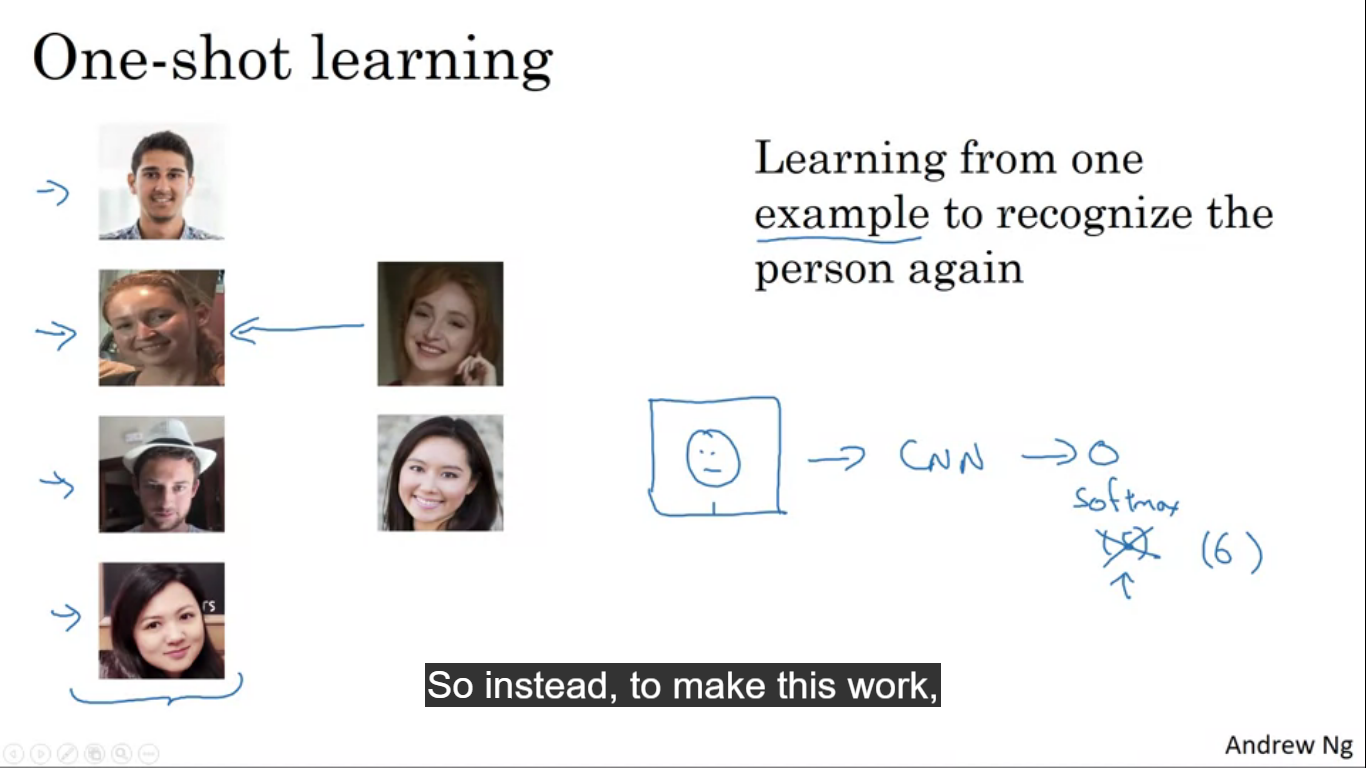 One-shot learning
Learning from one
example to recognize the
person again
CNN
O
softmax
(6)
rs
So instead, to make this work,
Andrew Ng